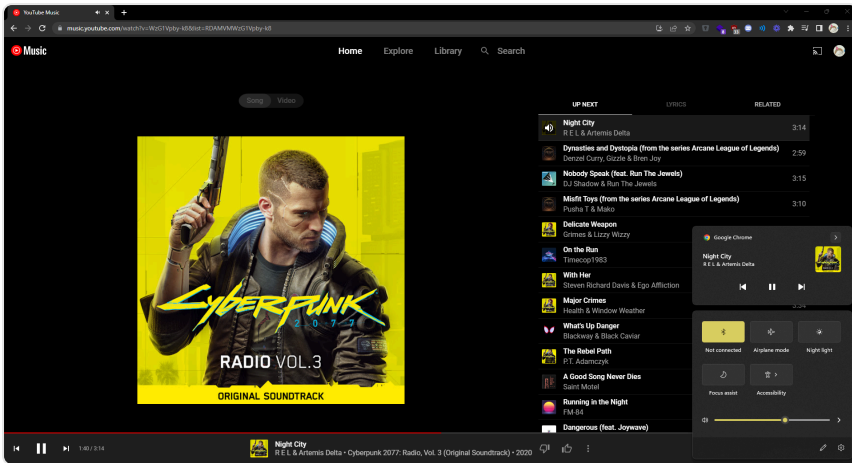 YouTube Music
music.youtube.com/watch?v=WzG1Vpby-k8&list=RDAMVMWzG1Vpby-k8
Music
Home
Explore
Library
Search
Song
Video
UP NEXT
LYRICS
RELATED
Night City
R E L & Artemis Delta
3:14
Dynasties and Dystopia (from the series Arcane League of Legends)
Denzel Curry, Gizzle & Bren Joy
2:59
Nobody Speak (feat. Run The Jewels)
DJ Shadow & Run The Jewels
3:15
Misfit Toys (from the series Arcane League of Legends)
Pusha T & Mako
3:10
Delicate Weapon
Grimes & Lizzy Wizzy
On the Run
Timecop1983
With Her
Steven Richard Davis & Ego Affliction
Major Crimes
Health & Window Weather
What's Up Danger
Blackway & Black Caviar
The Rebel Path
P.T. Adamczyk
A Good Song Never Dies
Saint Motel
Running in the Night
FM-84
Dangerous (feat. Joywave)
Cyberpunk
2077
RADIO VOL.3
ORIGINAL SOUNDTRACK
Google Chrome
Night City
R E L & Artemis Delta
Not connected
Airplane mode
Night light
Focus assist
Accessibility
1:40 / 3:14
Night City
R E L & Artemis Delta • Cyberpunk 2077: Radio, Vol. 3 (Original Soundtrack) • 2020